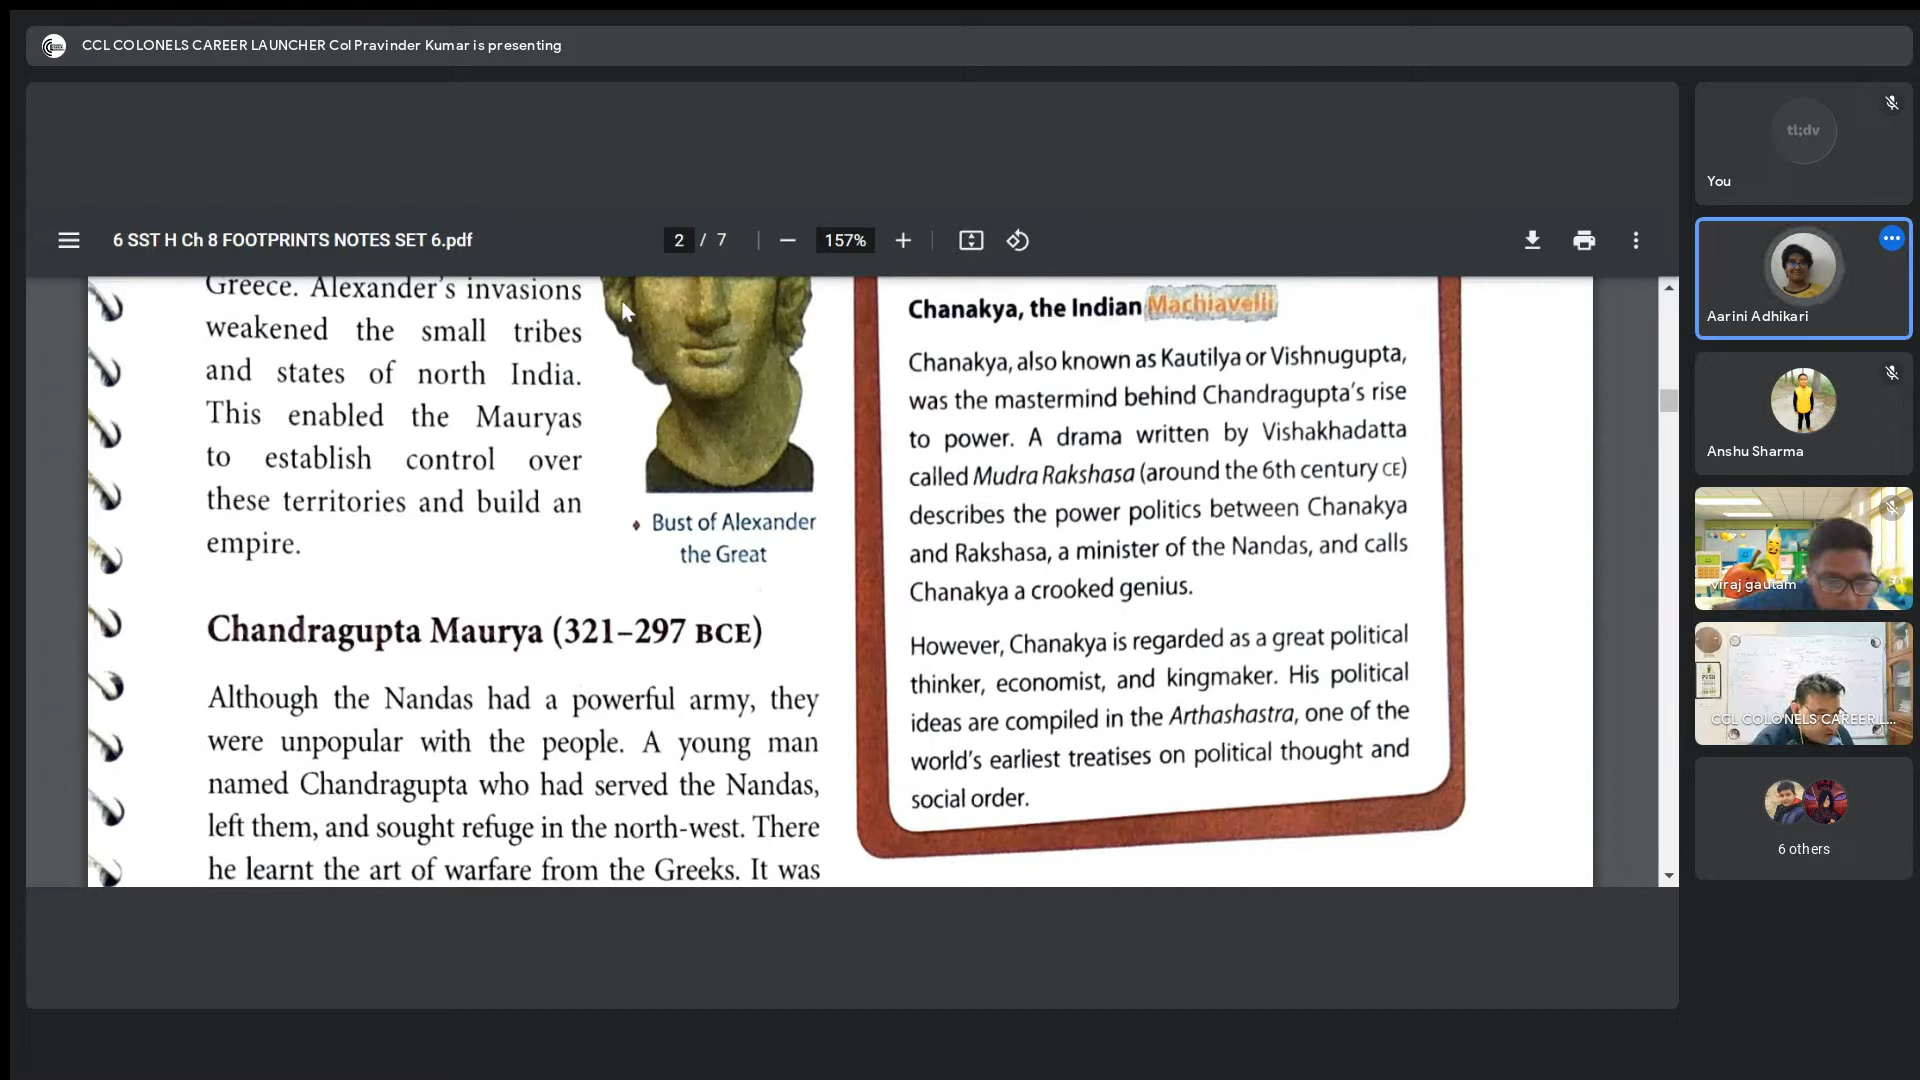 CCL COLONELS CAREER LAUNCHER Col Pravinder Kumar is presenting
6 SST H Ch 8 FOOTPRINTS NOTES SET 6.pdf
2 / 7
157%
Greece. Alexander's invasions
weakened the small tribes
and states of north India.
This enabled the Mauryas
to establish control over
these territories and build an
empire.
Bust of Alexander
the Great
Chandragupta Maurya (321–297 BCE)
Although the Nandas had a powerful army, they
were unpopular with the people. A young man
named Chandragupta who had served the Nandas,
left them, and sought refuge in the north-west. There
he learnt the art of warfare from the Greeks. It was
Chanakya, the Indian Machiavelli
Chanakya, also known as Kautilya or Vishnugupta,
was the mastermind behind Chandragupta's rise
to power. A drama written by Vishakhadatta
called Mudra Rakshasa (around the 6th century CE)
describes the power politics between Chanakya
and Rakshasa, a minister of the Nandas, and calls
Chanakya a crooked genius.
However, Chanakya is regarded as a great political
thinker, economist, and kingmaker. His political
ideas are compiled in the Arthashastra, one of the
world's earliest treatises on political thought and
social order.
tl;dv
You
Aarini Adhikari
Anshu Sharma
viraj gautam
CCL COLONELS CAREER L...
6 others